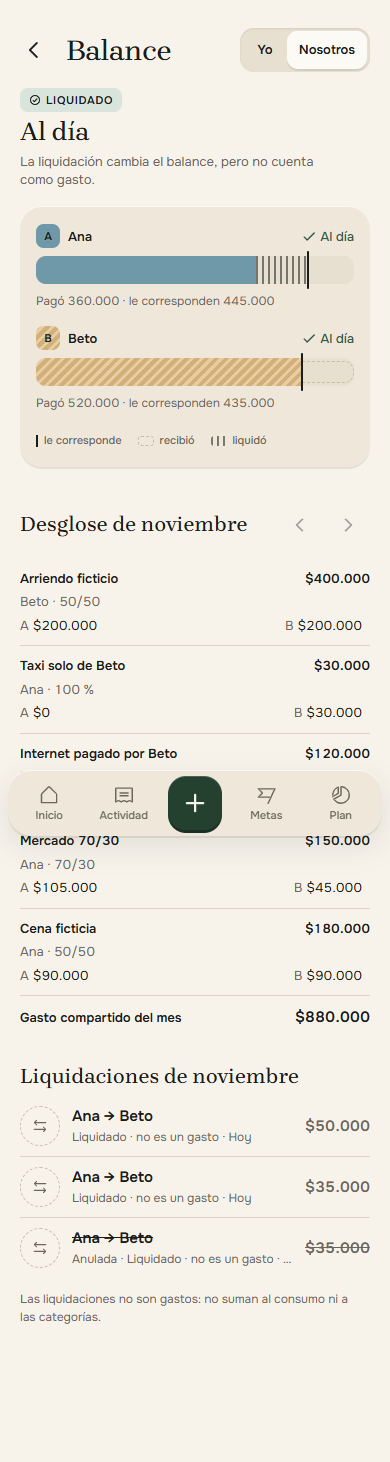 Balance
Yo
Nosotros
LIQUIDADO
Al día
La liquidación cambia el balance, pero no cuenta
como gasto.
A
Ana
Al día
Pagó 360.000 · le corresponden 445.000
B
Beto
Al día
Pagó 520.000 · le corresponden 435.000
le corresponde
recibió
liquidó
Desglose de noviembre
Arriendo ficticio
$400.000
Beto · 50/50
A $200.000
B $200.000
Taxi solo de Beto
$30.000
Ana · 100 %
A $0
B $30.000
Internet pagado por Beto
$120.000
Inicio
Actividad
Metas
Plan
Mercado 70/30
$150.000
Ana · 70/30
A $105.000
B $45.000
Cena ficticia
$180.000
Ana · 50/50
A $90.000
B $90.000
Gasto compartido del mes
$880.000
Liquidaciones de noviembre
Ana → Beto
$50.000
Liquidado · no es un gasto · Hoy
Ana → Beto
$35.000
Liquidado · no es un gasto · Hoy
Ana → Beto
$35.000
Anulada · Liquidado · no es un gasto · ...
Las liquidaciones no son gastos: no suman al consumo ni a
las categorías.